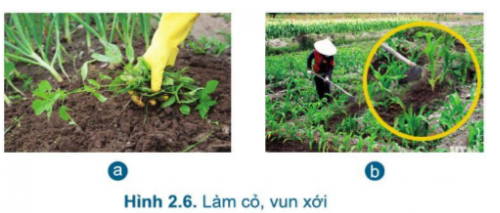 a
b
Hình 2.6. Làm cỏ, vun xới